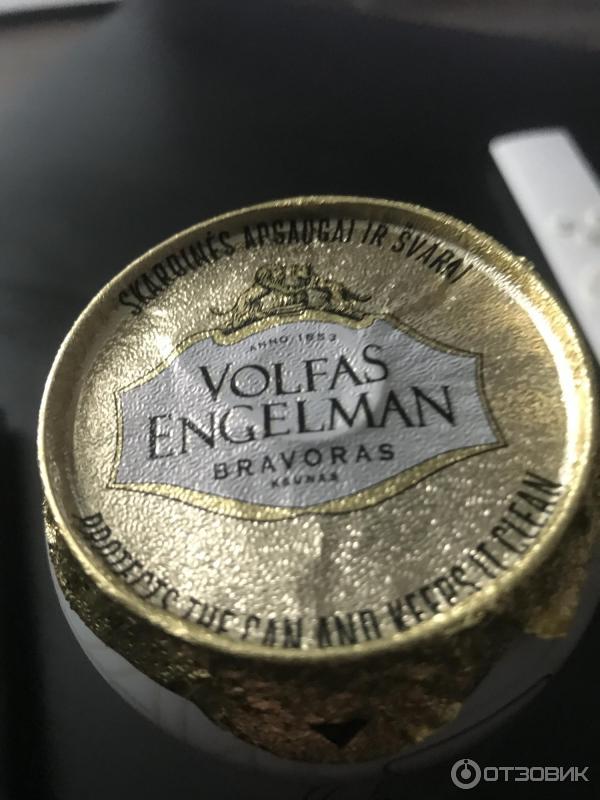 SKARDINĖS APSAUGAI IR ŠVARAI
ANNO 1853
VOLFAS
ENGELMAN
BRAVORAS
KAUNAS
PROTECTS THE CAN AND KEEPS IT CLEAN
ОТЗОВИК